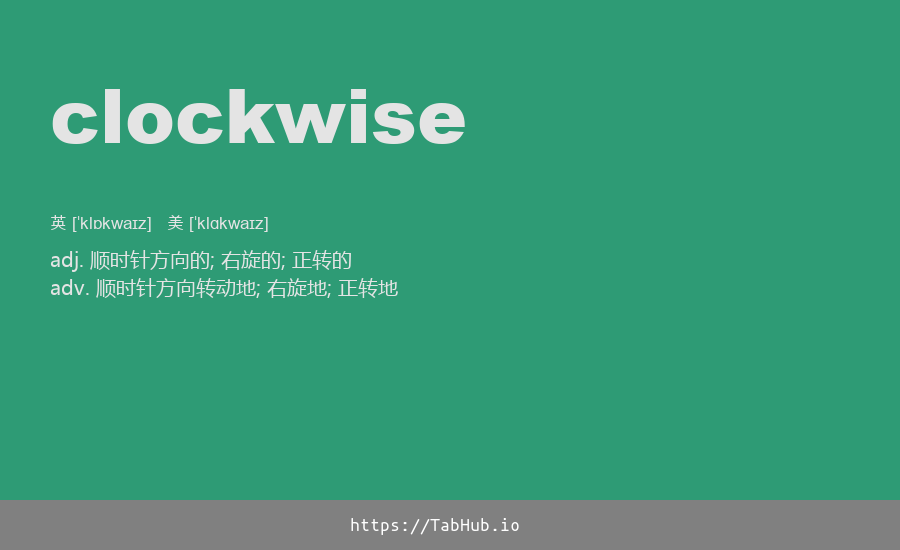 clockwise
英 [ˈklɒkwaɪz] 美 [ˈklɑkwaɪz]
adj. 顺时针方向的; 右旋的; 正转的
adv. 顺时针方向转动地; 右旋地; 正转地
https://TabHub.io